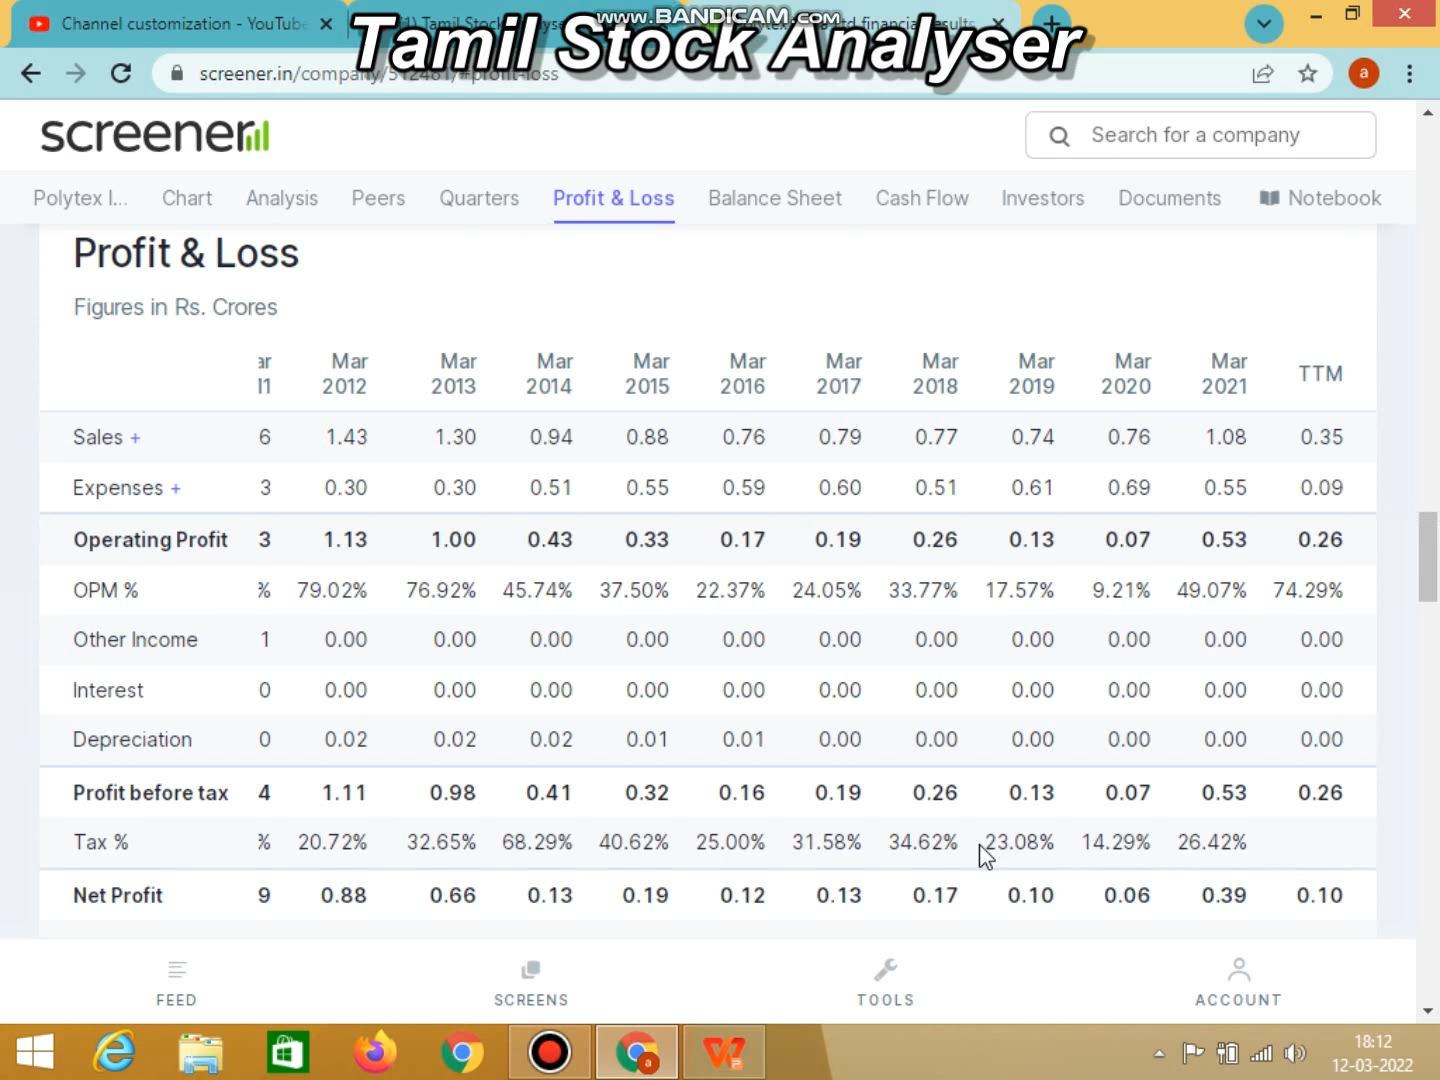 www.BANDICAM.com
Channel customization - YouTube
Tamil Stock Analyser
Ltd financial results
screener.in/company/512481/#profit-loss
a
screener
Search for a company
Polytex I... Chart Analysis Peers Quarters Profit & Loss Balance Sheet Cash Flow Investors Documents Notebook
Profit & Loss
Figures in Rs. Crores
ar Mar Mar Mar Mar Mar Mar Mar Mar Mar Mar TTM
11 2012 2013 2014 2015 2016 2017 2018 2019 2020 2021
Sales + 6 1.43 1.30 0.94 0.88 0.76 0.79 0.77 0.74 0.76 1.08 0.35
Expenses + 3 0.30 0.30 0.51 0.55 0.59 0.60 0.51 0.61 0.69 0.55 0.09
Operating Profit 3 1.13 1.00 0.43 0.33 0.17 0.19 0.26 0.13 0.07 0.53 0.26
OPM % % 79.02% 76.92% 45.74% 37.50% 22.37% 24.05% 33.77% 17.57% 9.21% 49.07% 74.29%
Other Income 1 0.00 0.00 0.00 0.00 0.00 0.00 0.00 0.00 0.00 0.00 0.00
Interest 0 0.00 0.00 0.00 0.00 0.00 0.00 0.00 0.00 0.00 0.00 0.00
Depreciation 0 0.02 0.02 0.02 0.01 0.01 0.00 0.00 0.00 0.00 0.00 0.00
Profit before tax 4 1.11 0.98 0.41 0.32 0.16 0.19 0.26 0.13 0.07 0.53 0.26
Tax % % 20.72% 32.65% 68.29% 40.62% 25.00% 31.58% 34.62% 23.08% 14.29% 26.42%
Net Profit 9 0.88 0.66 0.13 0.19 0.12 0.13 0.17 0.10 0.06 0.39 0.10
FEED SCREENS TOOLS ACCOUNT
18:12
12-03-2022